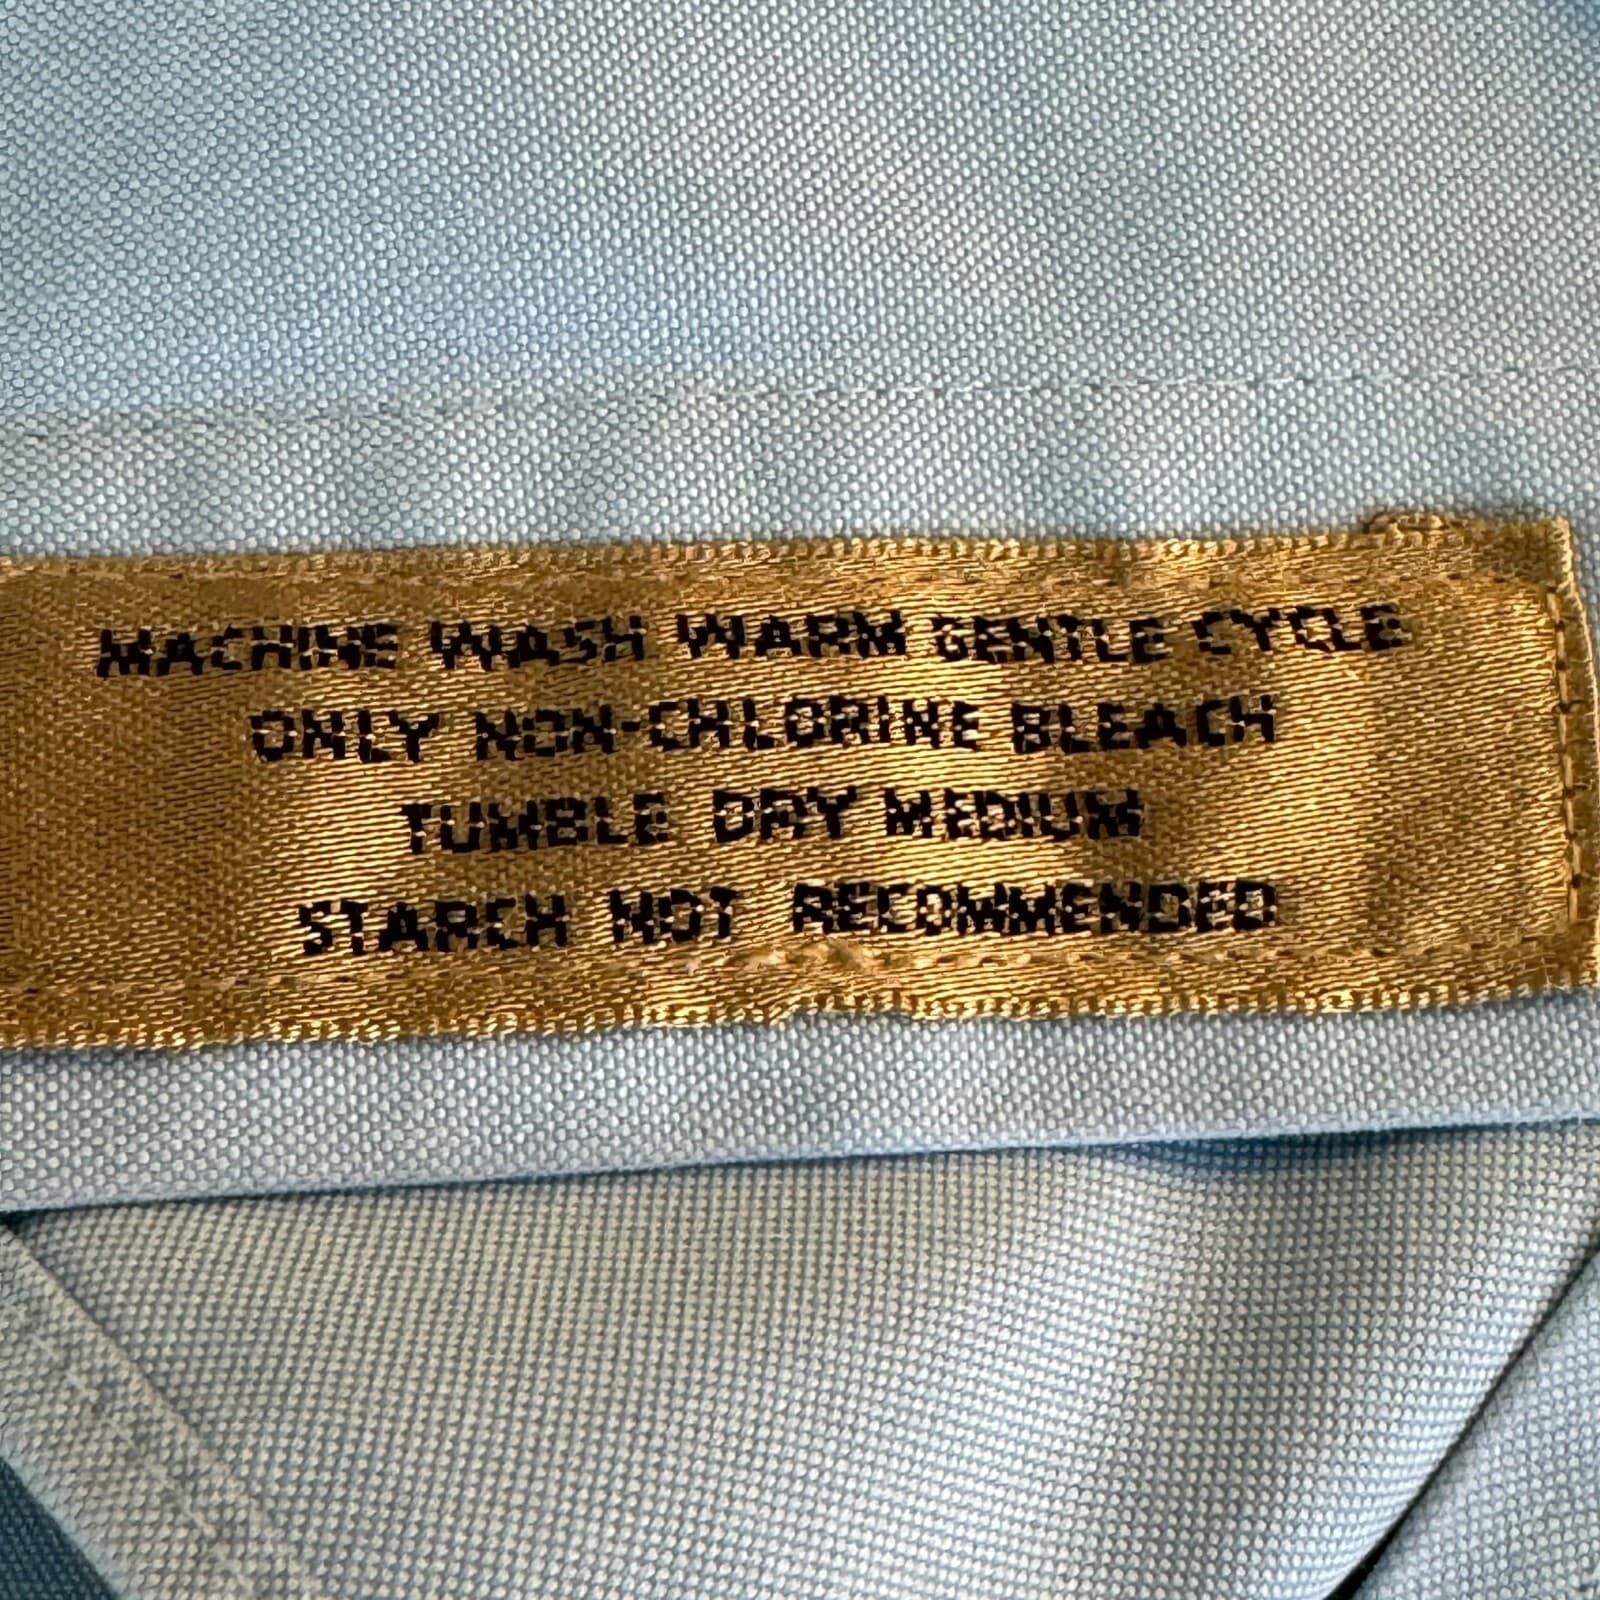 MACHINE WASH WARM GENTLE CYCLE
ONLY NON-CHLORINE BLEACH
TUMBLE DRY MEDIUM
STARCH NOT RECOMMENDED